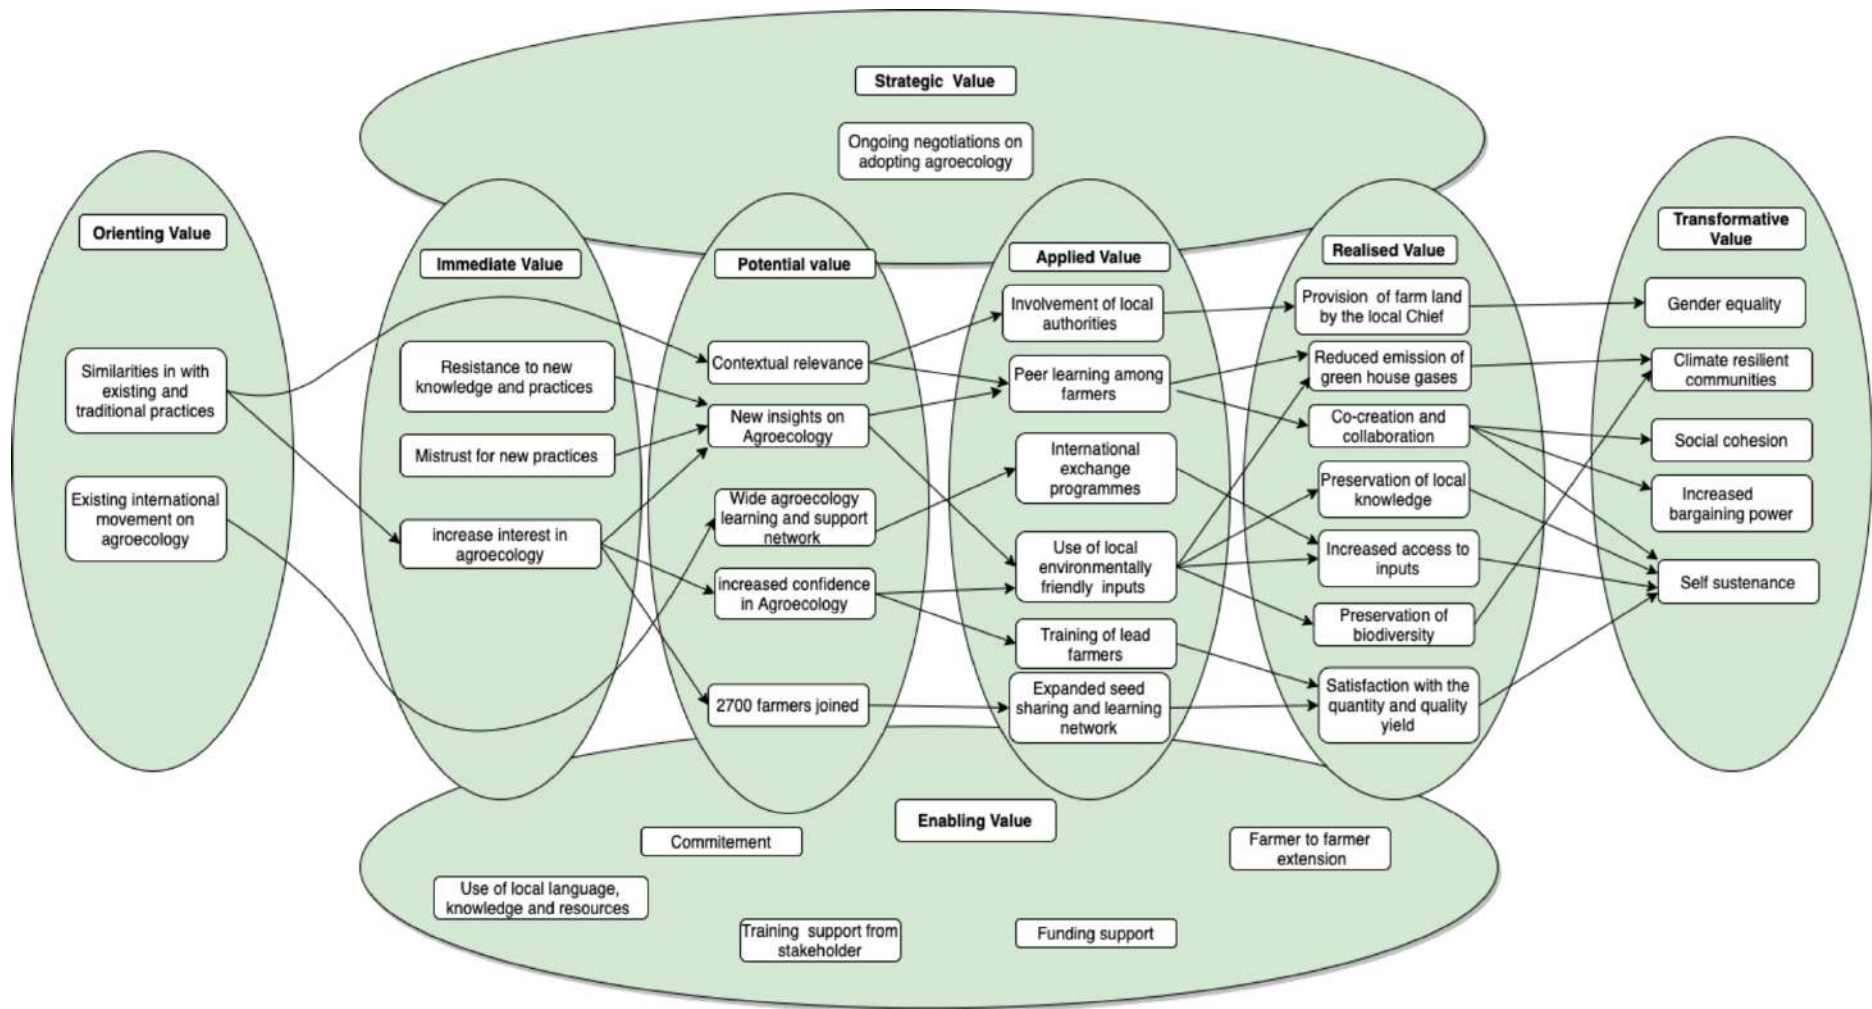 Strategic Value
Ongoing negotiations on
adopting agroecology
Orienting Value
Similarities in with
existing and
traditional practices
Existing international
movement on
agroecology
Immediate Value
Resistance to new
knowledge and practices
Mistrust for new practices
increase interest in
agroecology
Potential value
Contextual relevance
New insights on
Agroecology
Wide agroecology
learning and support
network
increased confidence
in Agroecology
2700 farmers joined
Applied Value
Involvement of local
authorities
Peer learning among
farmers
International
exchange
programmes
Use of local
environmentally
friendly inputs
Training of lead
farmers
Expanded seed
sharing and learning
network
Realised Value
Provision of farm land
by the local Chief
Reduced emission of
green house gases
Co-creation and
collaboration
Preservation of local
knowledge
Increased access to
inputs
Preservation of
biodiversity
Satisfaction with the
quantity and quality
yield
Transformative
Value
Gender equality
Climate resilient
communities
Social cohesion
Increased
bargaining power
Self sustenance
Enabling Value
Commitement
Farmer to farmer
extension
Use of local language,
knowledge and resources
Training support from
stakeholder
Funding support